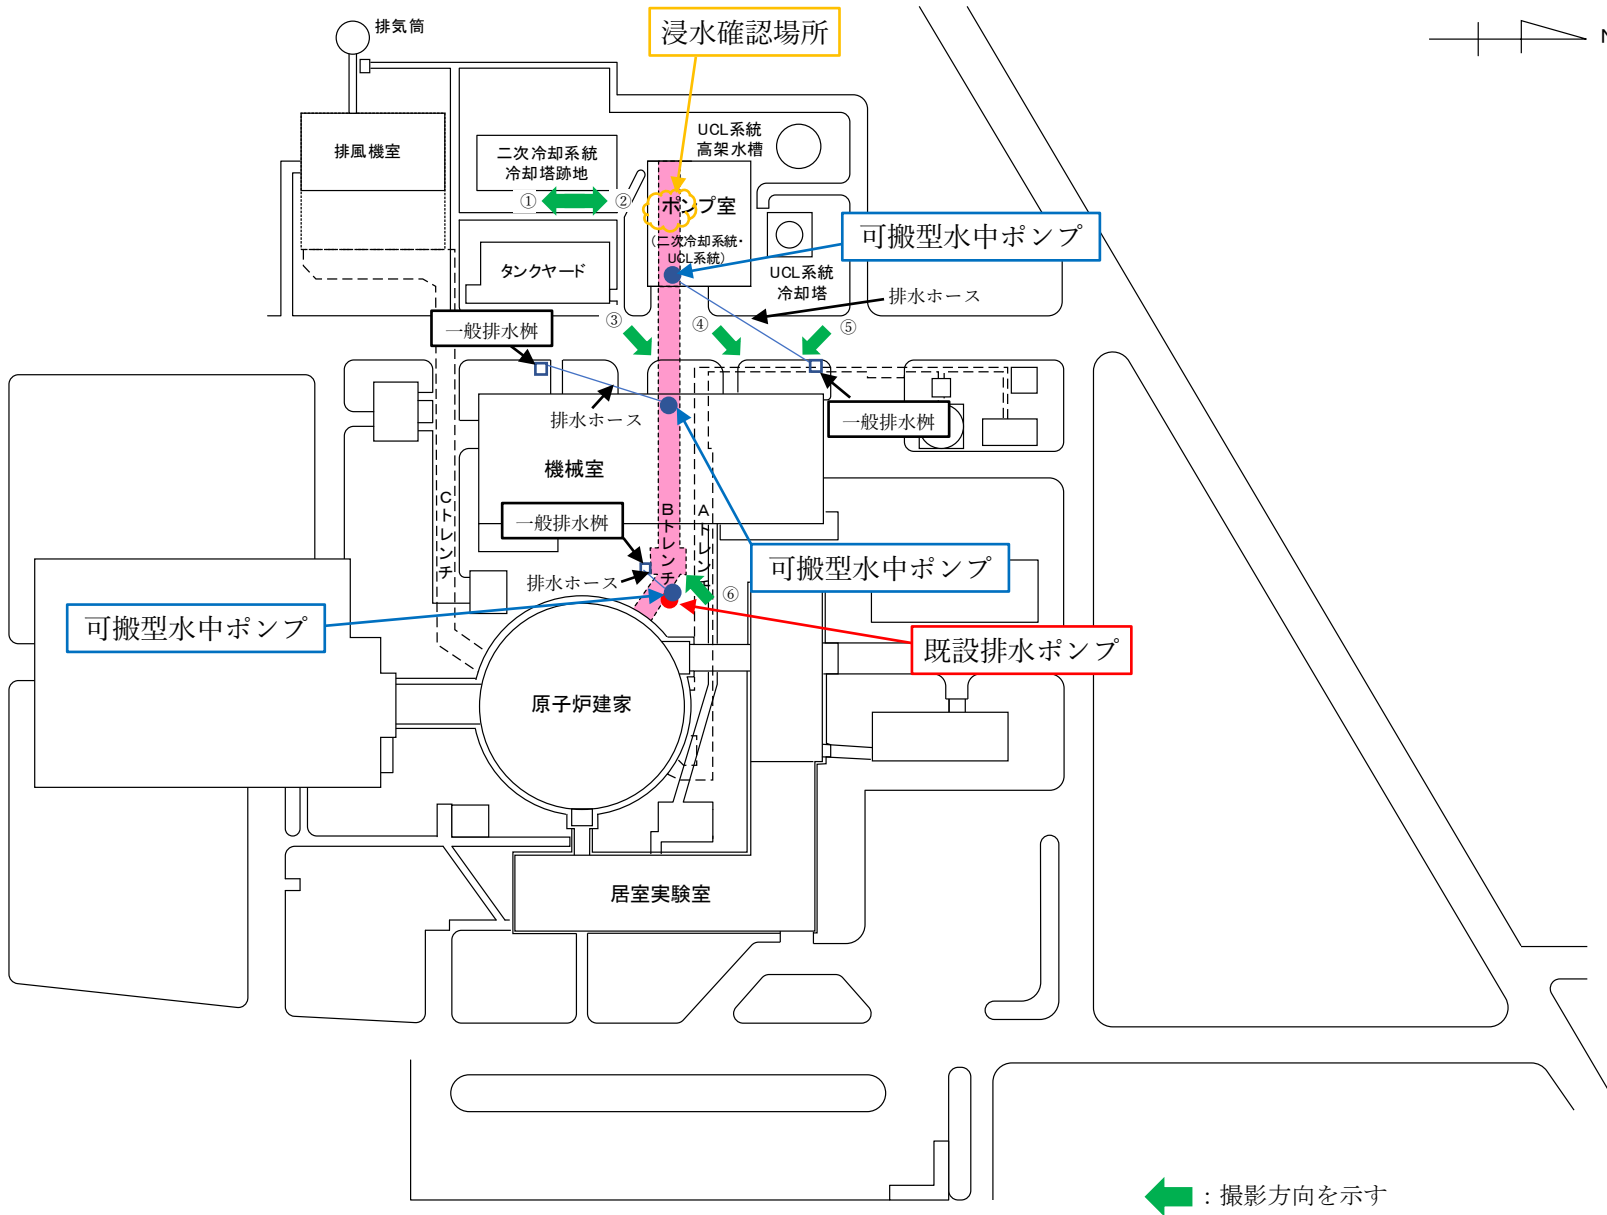 排気筒
浸水確認場所
N
排風機室
二次冷却系統
冷却塔跡地
UCL系統
高架水槽
①
②
ポンプ室
(二次冷却系統・
UCL系統)
可搬型水中ポンプ
タンクヤード
UCL系統
冷却塔
排水ホース
一般排水桝
③
④
⑤
排水ホース
一般排水桝
機械室
Cトレンチ
一般排水桝
Bトレンチ
Aトレンチ
排水ホース
可搬型水中ポンプ
⑥
可搬型水中ポンプ
既設排水ポンプ
原子炉建家
居室実験室
：撮影方向を示す